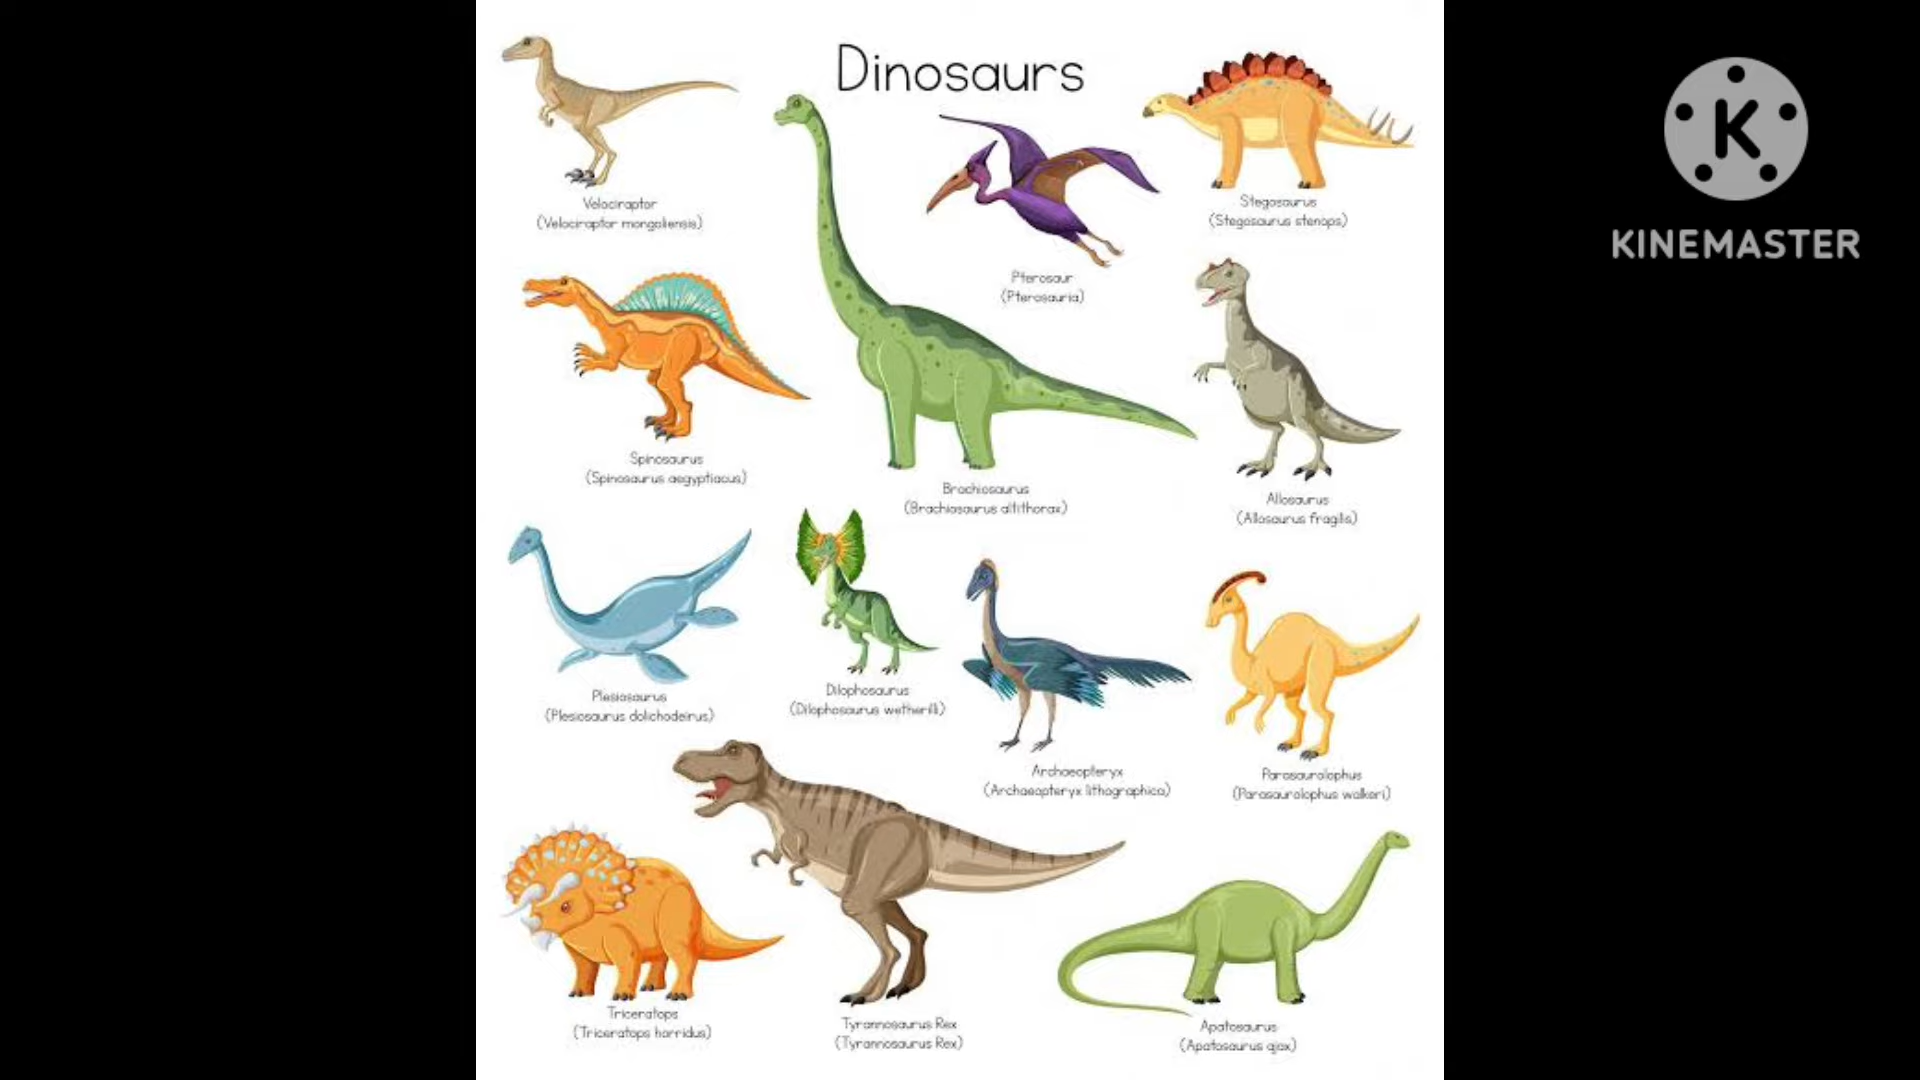 Dinosaurs
K
KINEMASTER
Velociraptor
(Velociraptor mongoliensis)
Stegosaurus
(Stegosaurus stenops)
Pterosaur
(Pterosauria)
Spinosaurus
(Spinosaurus aegyptiacus)
Brachiosaurus
(Brachiosaurus altithorax)
Allosaurus
(Allosaurus fragilis)
Plesiosaurus
(Plesiosaurus dolichodeirus)
Dilophosaurus
(Dilophosaurus wetherilli)
Archaeopteryx
(Archaeopteryx lithographica)
Parasaurolophus
(Parasaurolophus walkeri)
Triceratops
(Triceratops horridus)
Tyrannosaurus Rex
(Tyrannosaurus Rex)
Apatosaurus
(Apatosaurus ajax)